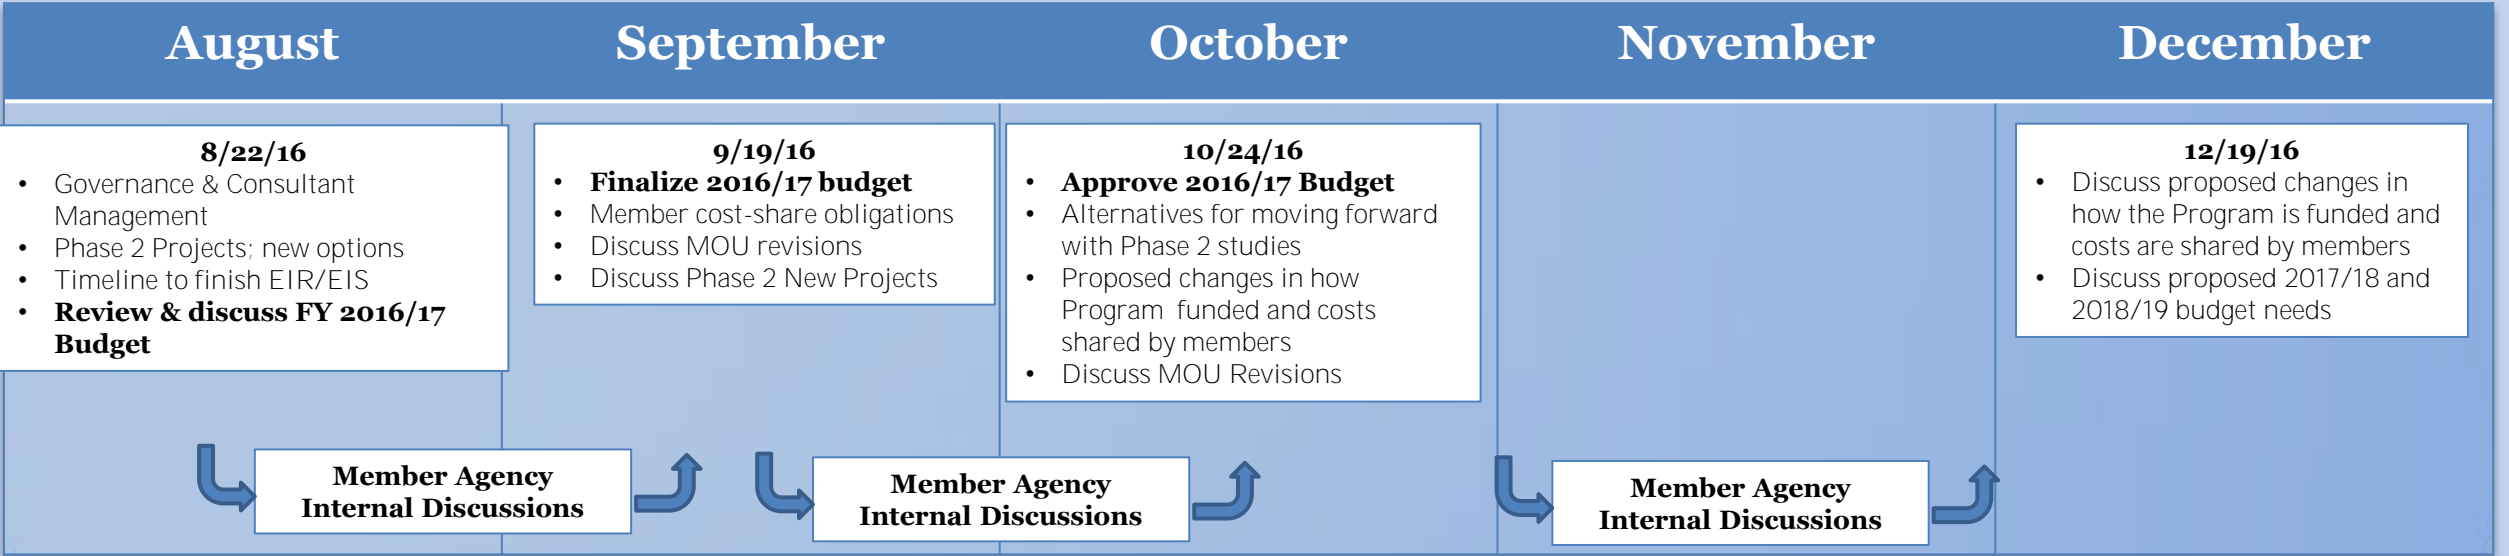 August
September
October
November
December
8/22/16
• Governance & Consultant
Management
• Phase 2 Projects; new options
• Timeline to finish EIR/EIS
• Review & discuss FY 2016/17
Budget
9/19/16
• Finalize 2016/17 budget
• Member cost-share obligations
• Discuss MOU revisions
• Discuss Phase 2 New Projects
10/24/16
• Approve 2016/17 Budget
• Alternatives for moving forward
with Phase 2 studies
• Proposed changes in how
Program funded and costs
shared by members
• Discuss MOU Revisions
12/19/16
• Discuss proposed changes in
how the Program is funded and
costs are shared by members
• Discuss proposed 2017/18 and
2018/19 budget needs
Member Agency
Internal Discussions
Member Agency
Internal Discussions
Member Agency
Internal Discussions